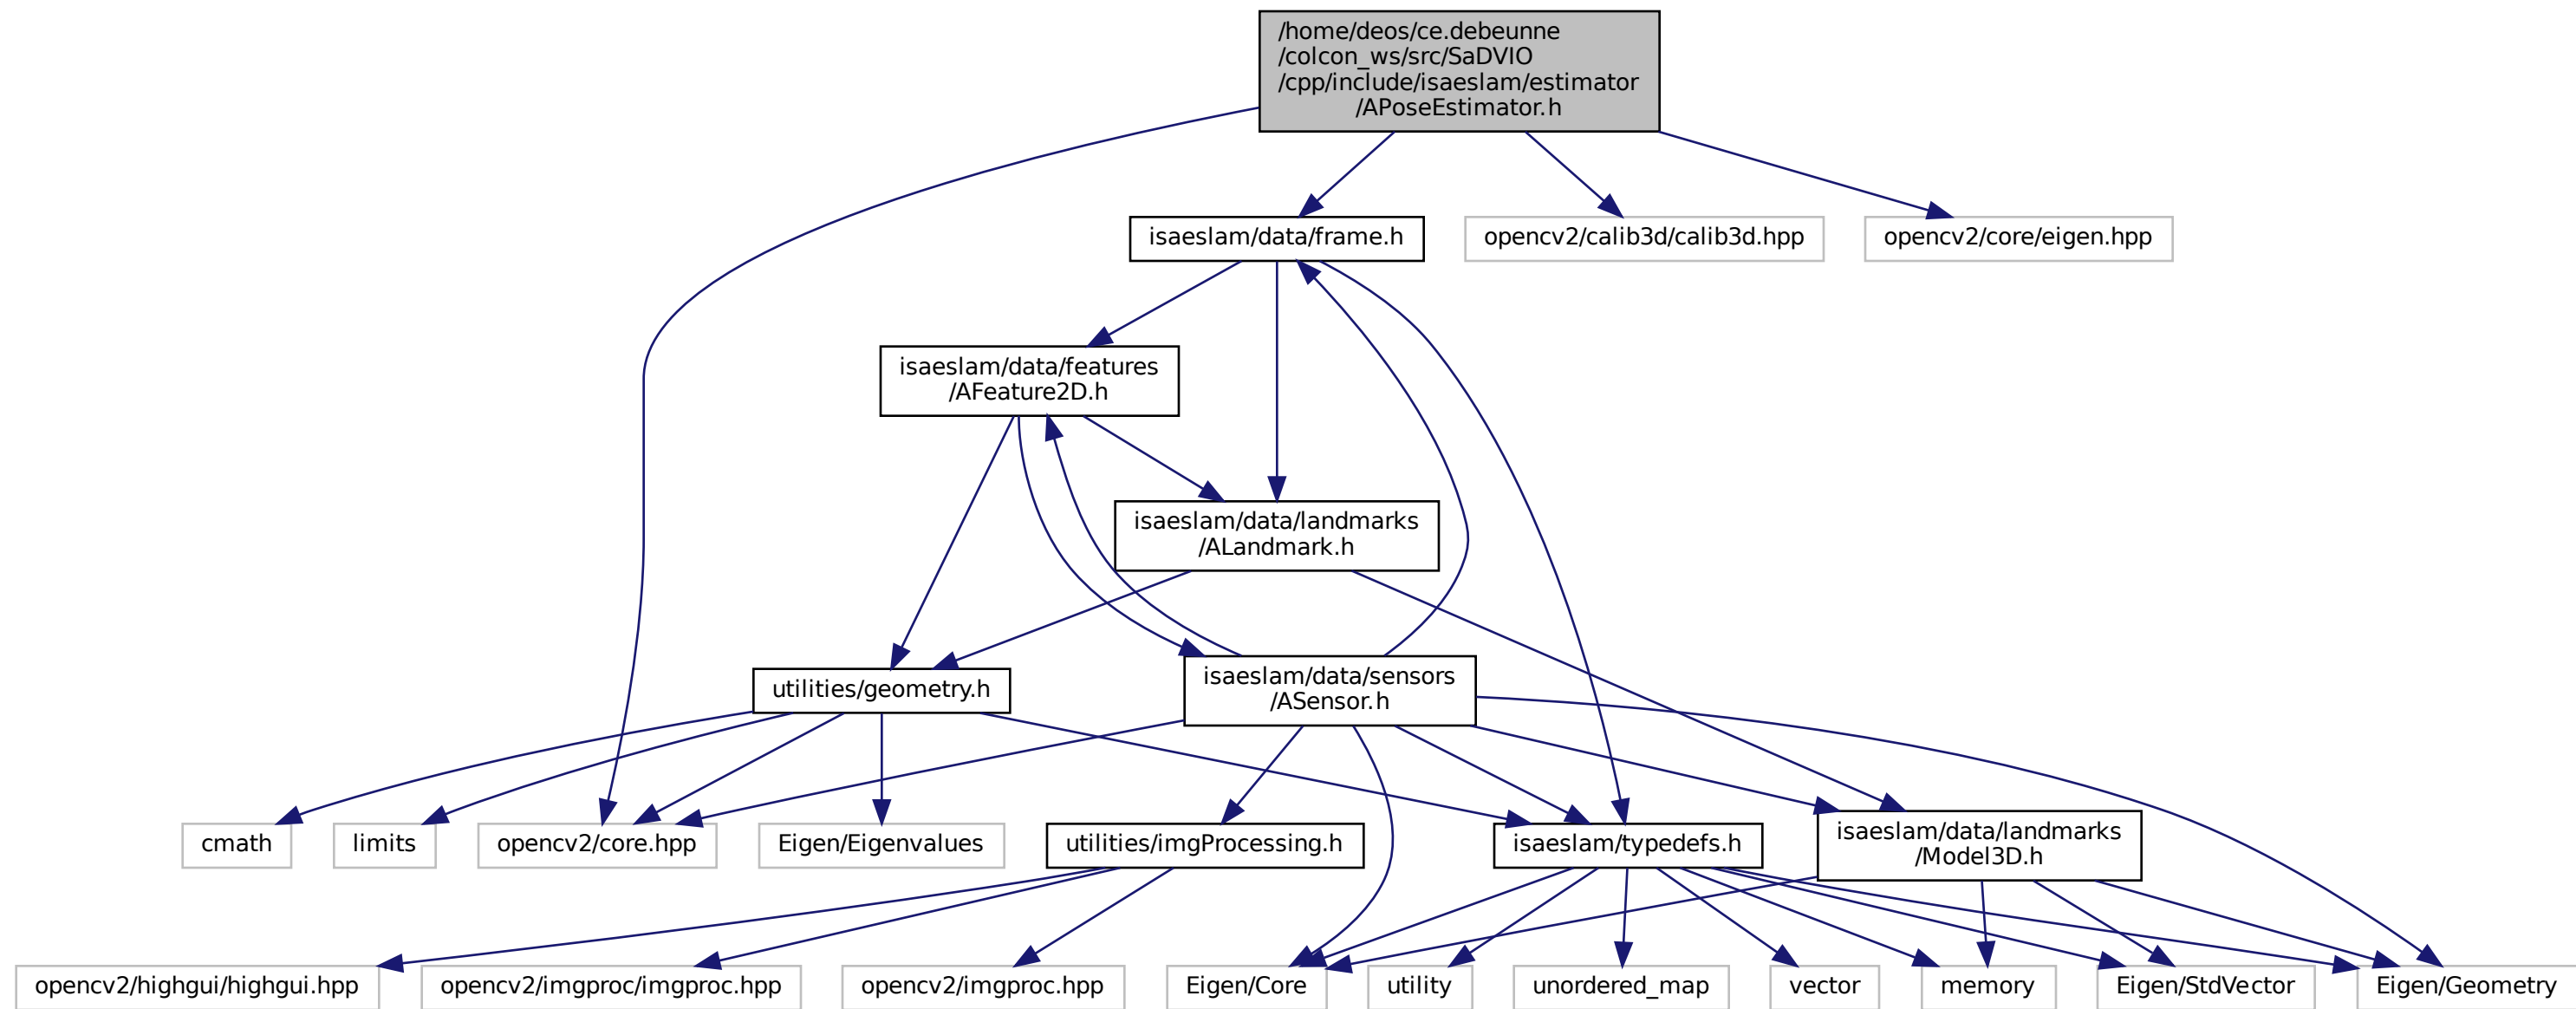 /home/deos/ce.debeunne
/colcon_ws/src/SaDVIO
/cpp/include/isaeslam/estimator
/APoseEstimator.h
isaeslam/data/frame.h
opencv2/calib3d/calib3d.hpp
opencv2/core/eigen.hpp
isaeslam/data/features
/AFeature2D.h
isaeslam/data/landmarks
/ALandmark.h
utilities/geometry.h
isaeslam/data/sensors
/ASensor.h
cmath
limits
opencv2/core.hpp
Eigen/Eigenvalues
utilities/imgProcessing.h
isaeslam/typedefs.h
isaeslam/data/landmarks
/Model3D.h
opencv2/highgui/highgui.hpp
opencv2/imgproc/imgproc.hpp
opencv2/imgproc.hpp
Eigen/Core
utility
unordered_map
vector
memory
Eigen/StdVector
Eigen/Geometry